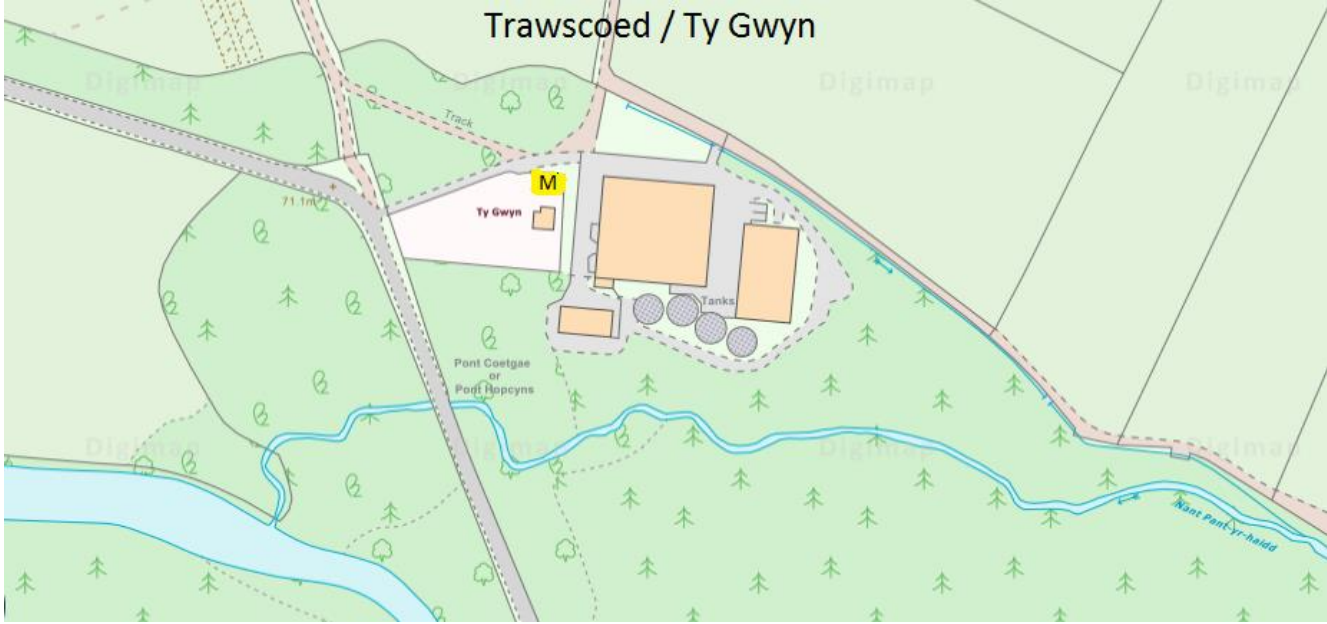 Trawscoed / Ty Gwyn
Digimap
Digimap
Digimap
Digimap
Track
M
71.1m
Ty Gwyn
Tanks
Pont Coetgae
or
Pont Hopcyns
Digimap
Digimap
Digimap
Digimap
Nant Pant-yr-haidd